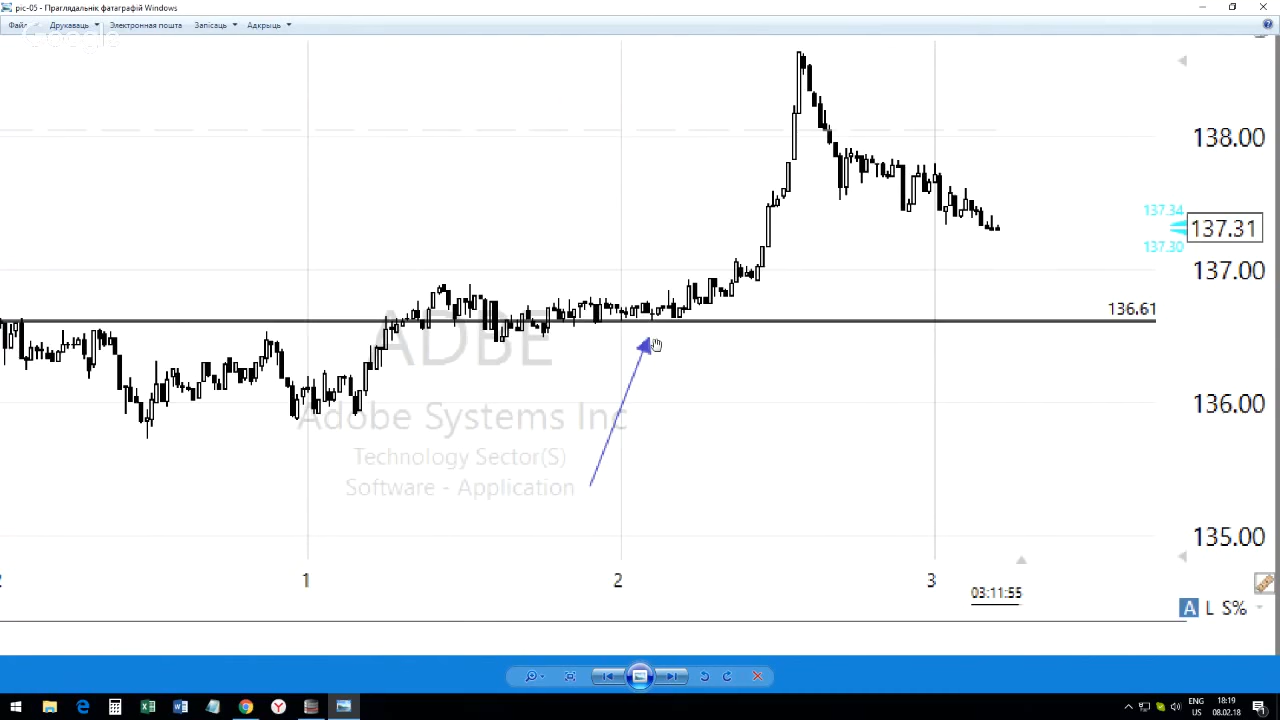 pic-05 - Праглядальнік фатаграфій Windows
Файл Друкаваць Электронная пошта Запісаць Адкрыць
Google
138.00
137.34
137.31
137.30
137.00
136.61
ADBE
136.00
Adobe Systems Inc
Technology Sector(S)
Software - Application
135.00
1 2 3
03:11:55
A L S%
ENG 18:19
US 08.02.18